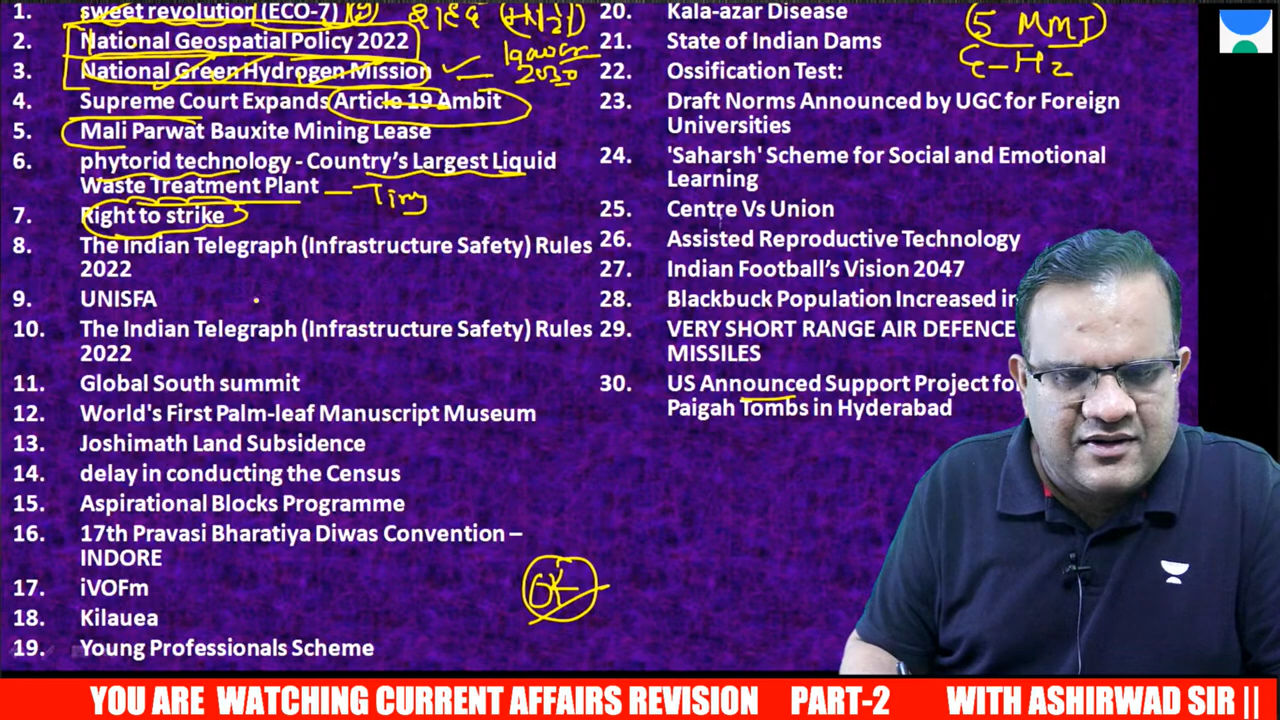 1. sweet revolution (ECO-7)
2. National Geospatial Policy 2022
3. National Green Hydrogen Mission
2030
4. Supreme Court Expands Article 19 Ambit
5. Mali Parwat Bauxite Mining Lease
6. phytorid technology - Country's Largest Liquid
Waste Treatment Plant — Tiny
7. Right to strike
8. The Indian Telegraph (Infrastructure Safety) Rules
2022
9. UNISFA
10. The Indian Telegraph (Infrastructure Safety) Rules
2022
11. Global South summit
12. World's First Palm-leaf Manuscript Museum
13. Joshimath Land Subsidence
14. delay in conducting the Census
15. Aspirational Blocks Programme
16. 17th Pravasi Bharatiya Diwas Convention –
INDORE
17. iVOFm
18. Kilauea
19. Young Professionals Scheme
OK
20. Kala-azar Disease
5 MMT
G-H2
21. State of Indian Dams
22. Ossification Test:
23. Draft Norms Announced by UGC for Foreign
Universities
24. 'Saharsh' Scheme for Social and Emotional
Learning
25. Centre Vs Union
26. Assisted Reproductive Technology
27. Indian Football's Vision 2047
28. Blackbuck Population Increased in
29. VERY SHORT RANGE AIR DEFENCE
MISSILES
30. US Announced Support Project for
Paigah Tombs in Hyderabad
YOU ARE WATCHING CURRENT AFFAIRS REVISION PART-2 WITH ASHIRWAD SIR ||